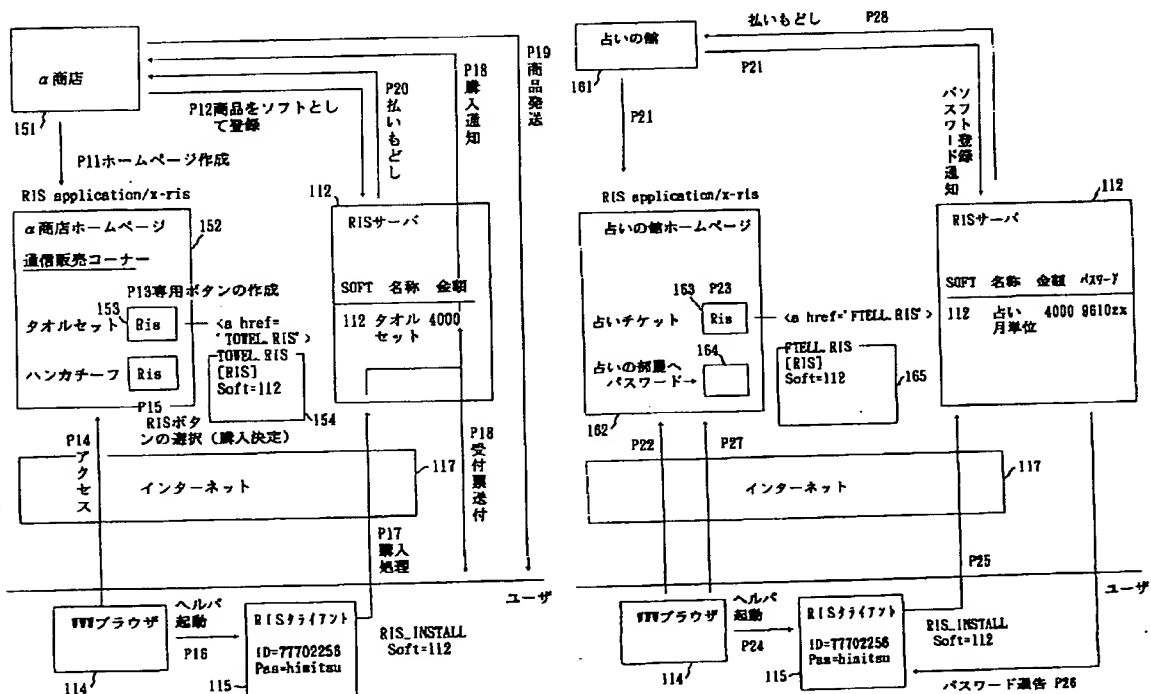 α商店
151
P11ホームページ作成
P12商品をソフトとし
て登録
P20
払いもどし
P18
購入通知
P19
商品発送
RIS application/x-ris
α商店ホームページ
152
通信販売コーナー
P13専用ボタンの作成
153
タオルセット
Ris
<a href=
'TOWEL.RIS'>
ハンカチーフ
Ris
TOWEL.RIS
[RIS]
Soft=112
154
P15
RISボタ
ンの選択(購入決定)
112
RISサーバ
SOFT 名称 金額
112 タオル 4000
セット
P14
アクセス
インターネット
117
P17
購入
処理
P18
受付票送付
ユーザ
WWWブラウザ
114
ヘルパ
起動
P16
RISクライアント
ID=77702256
Pas=himitsu
115
RIS_INSTALL
Soft=112
占いの館
161
払いもどし P28
P21
P21
ソフト登録
パスワード通知
RIS application/x-ris
占いの館ホームページ
163
P23
占いチケット
Ris
<a href='FTELL.RIS'>
164
占いの部屋へ
パスワード→
162
FTELL.RIS
[RIS]
Soft=112
165
112
RISサーバ
SOFT 名称 金額 パスワード
112 占い 4000 9610zx
月単位
P22
P27
インターネット
117
P25
ユーザ
WWWブラウザ
114
ヘルパ
起動
P24
RISクライアント
ID=77702256
Pas=himitsu
115
RIS_INSTALL
Soft=112
パスワード通告 P26